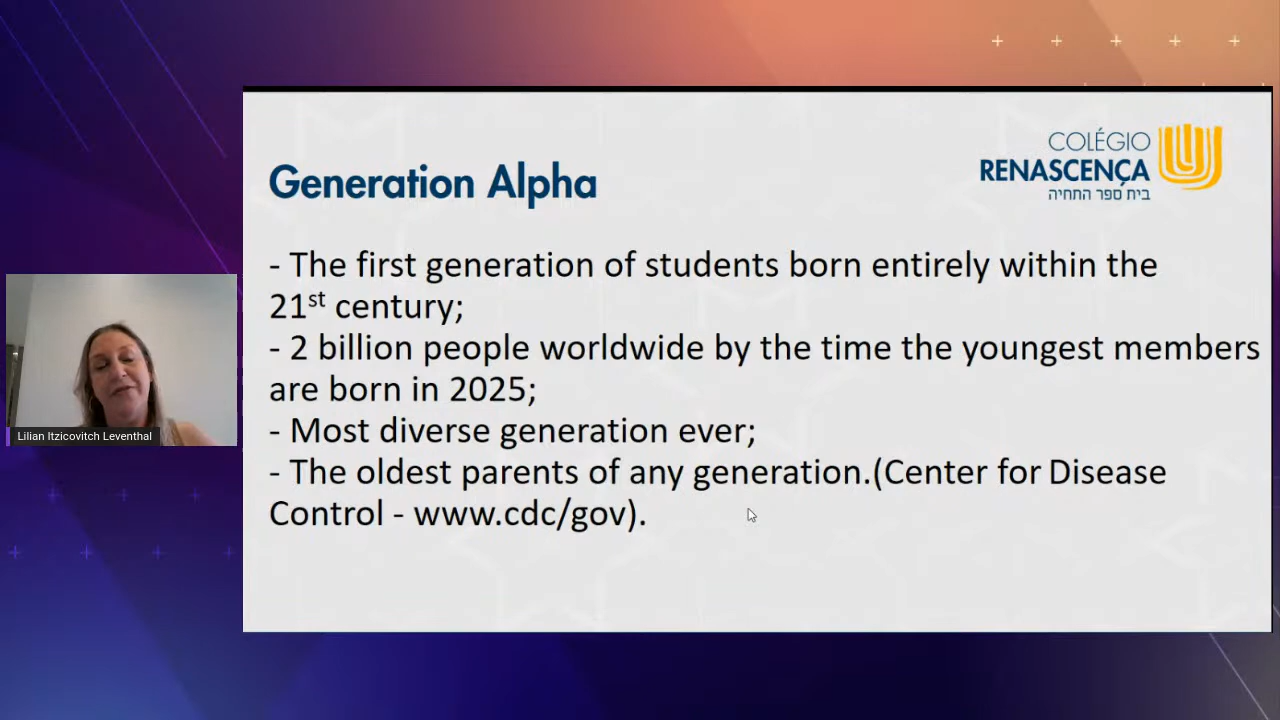 COLÉGIO
RENASCENÇA
בית ספר התחיה
Generation Alpha
- The first generation of students born entirely within the
21st century;
- 2 billion people worldwide by the time the youngest members
are born in 2025;
- Most diverse generation ever;
- The oldest parents of any generation.(Center for Disease
Control - www.cdc/gov).
Lilian Itzicovitch Leventhal